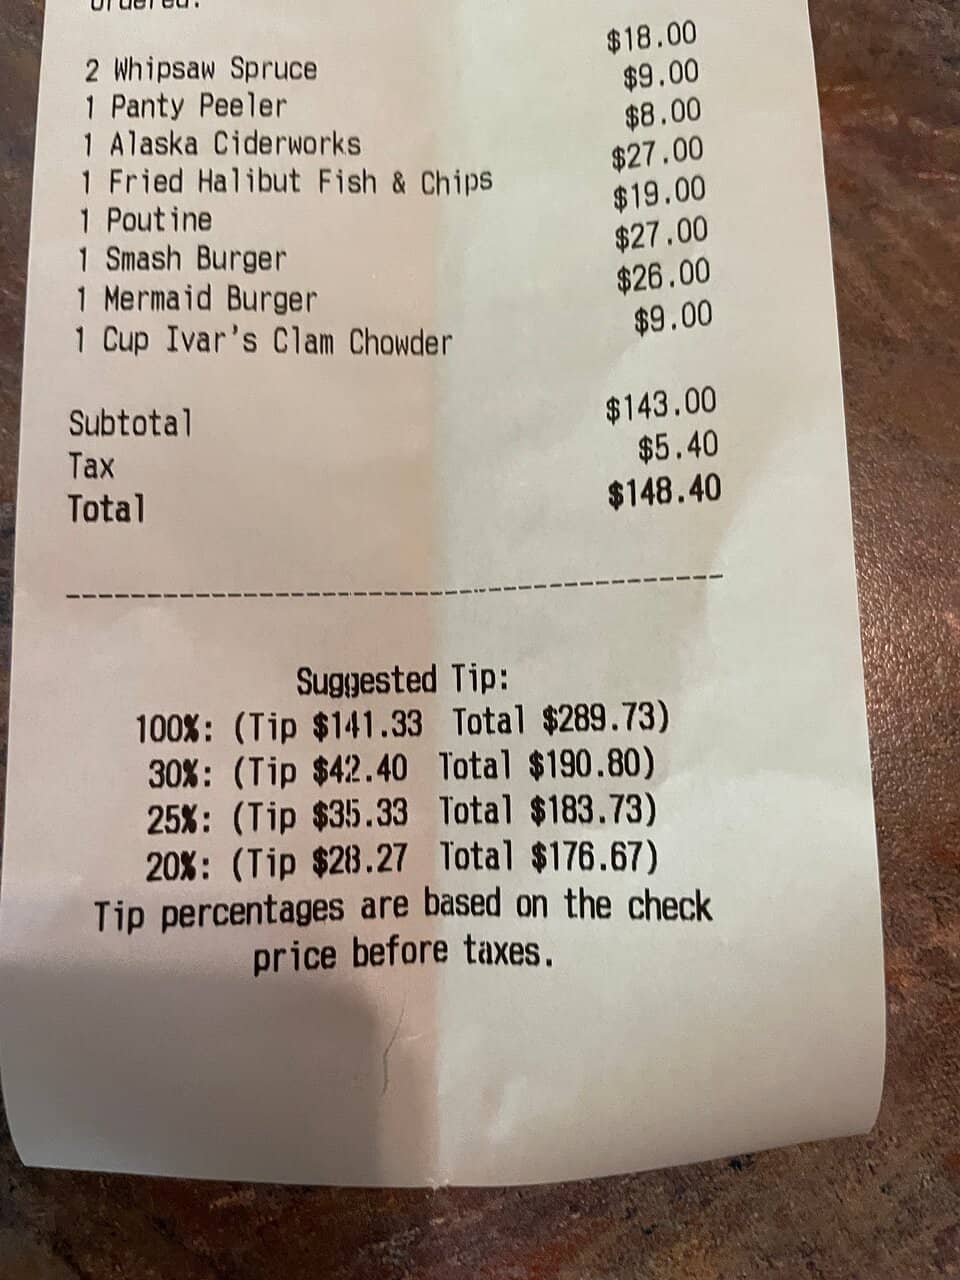 Ordered:
2 Whipsaw Spruce $18.00
1 Panty Peeler $9.00
1 Alaska Ciderworks $8.00
1 Fried Halibut Fish & Chips $27.00
1 Poutine $19.00
1 Smash Burger $27.00
1 Mermaid Burger $26.00
1 Cup Ivar's Clam Chowder $9.00
Subtotal $143.00
Tax $5.40
Total $148.40
Suggested Tip:
100%: (Tip $141.33 Total $289.73)
30%: (Tip $42.40 Total $190.80)
25%: (Tip $35.33 Total $183.73)
20%: (Tip $28.27 Total $176.67)
Tip percentages are based on the check
price before taxes.